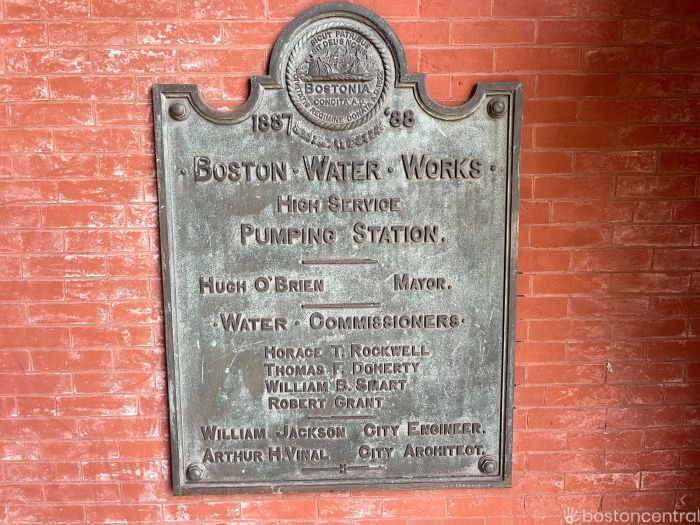 SICUT PATRIBUS
SIT DEUS NOBIS
BOSTONIA
CONDITA A.D.
CIVITATIS REGIMINE DONATA A.D.
1887 '88
· BOSTON · WATER · WORKS ·
HIGH SERVICE
PUMPING STATION.
HUGH O'BRIEN MAYOR.
· WATER · COMMISSIONERS ·
HORACE T. ROCKWELL
THOMAS F. DOHERTY
WILLIAM B. SMART
ROBERT GRANT
WILLIAM JACKSON CITY ENGINEER.
ARTHUR H. VINAL CITY ARCHITECT.
bostoncentral